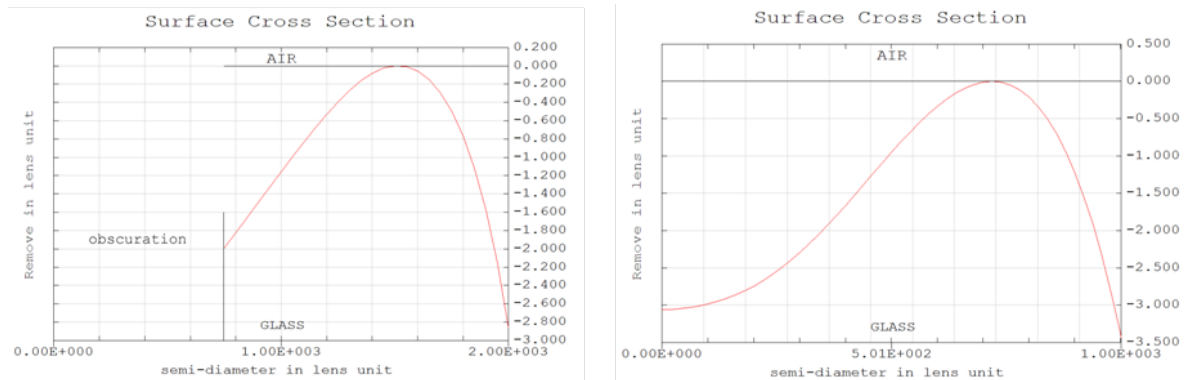 Surface Cross Section
0.200
AIR
0.000
-0.200
-0.400
-0.600
-0.800
-1.000
-1.200
-1.400
-1.600
-1.800
obscuration
-2.000
-2.200
-2.400
-2.600
GLASS
-2.800
-3.000
0.00E+000
1.00E+003
2.00E+003
semi-diameter in lens unit
Remove in lens unit
Surface Cross Section
0.500
AIR
0.000
-0.500
-1.000
-1.500
-2.000
-2.500
-3.000
GLASS
-3.500
0.00E+000
5.01E+002
1.00E+003
semi-diameter in lens unit
Remove in lens unit